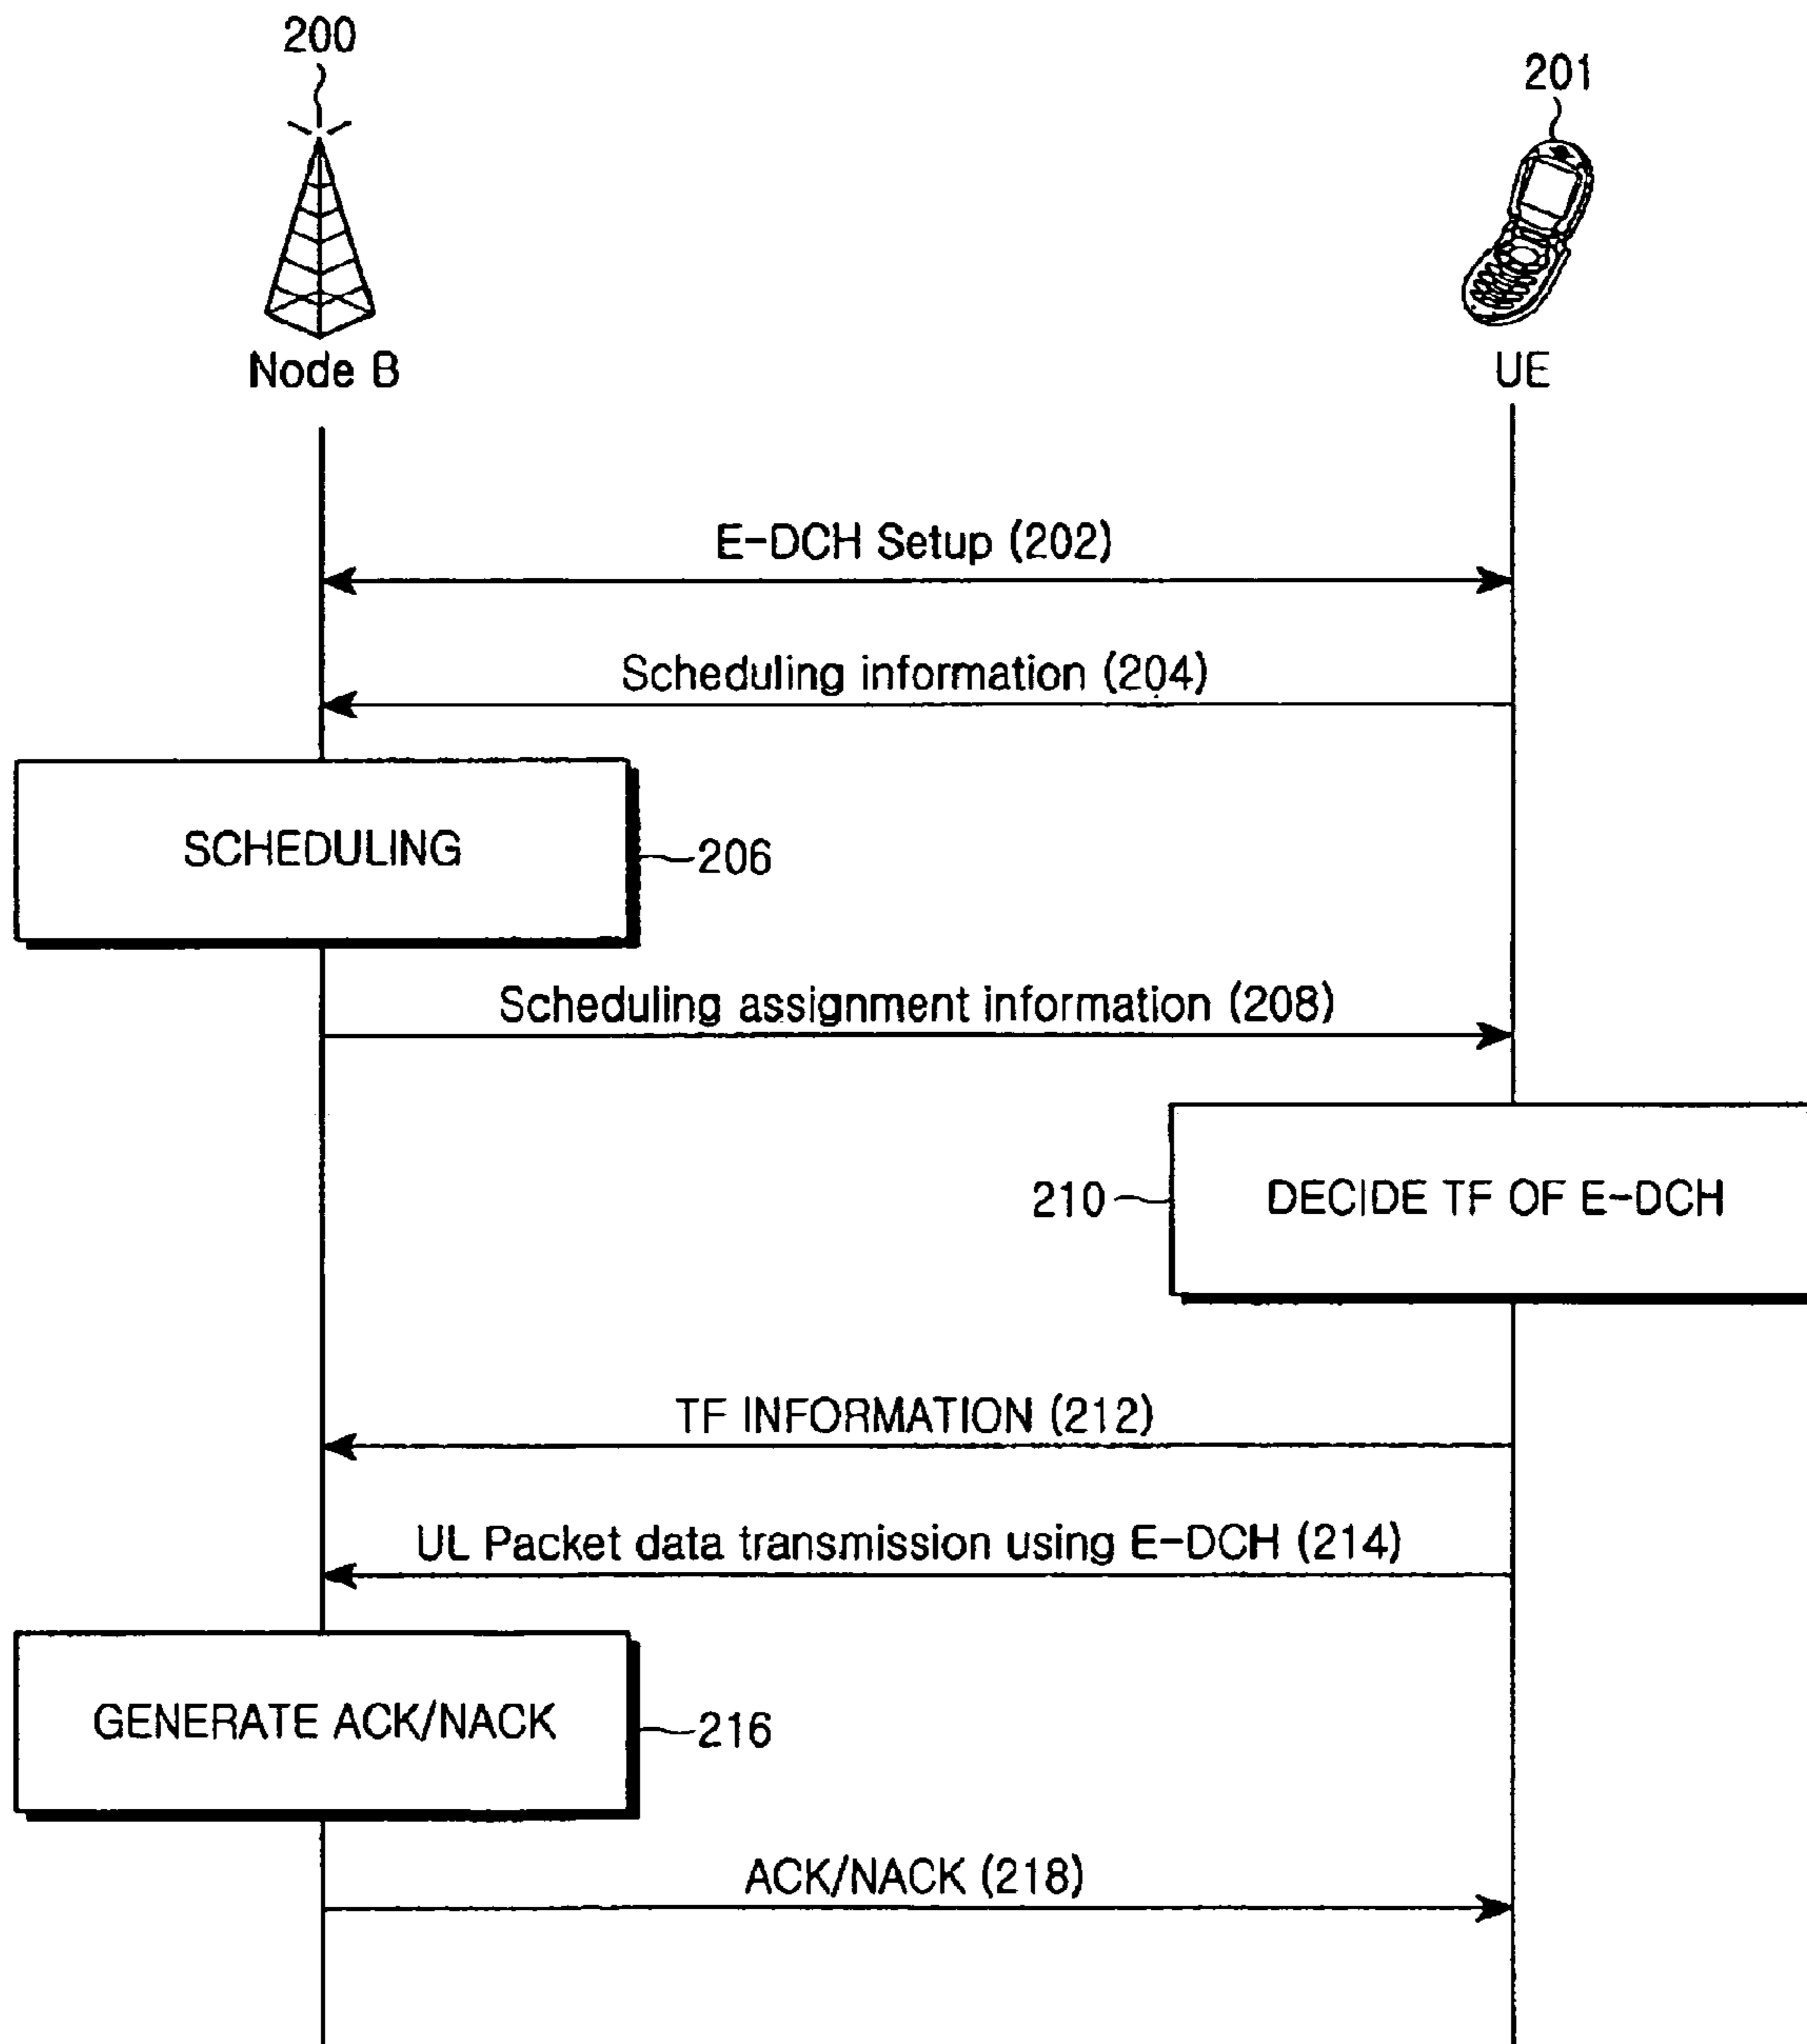 200
201
Node B
UE
E-DCH Setup (202)
Scheduling information (204)
SCHEDULING
206
Scheduling assignment information (208)
210
DECIDE TF OF E-DCH
TF INFORMATION (212)
UL Packet data transmission using E-DCH (214)
GENERATE ACK/NACK
216
ACK/NACK (218)